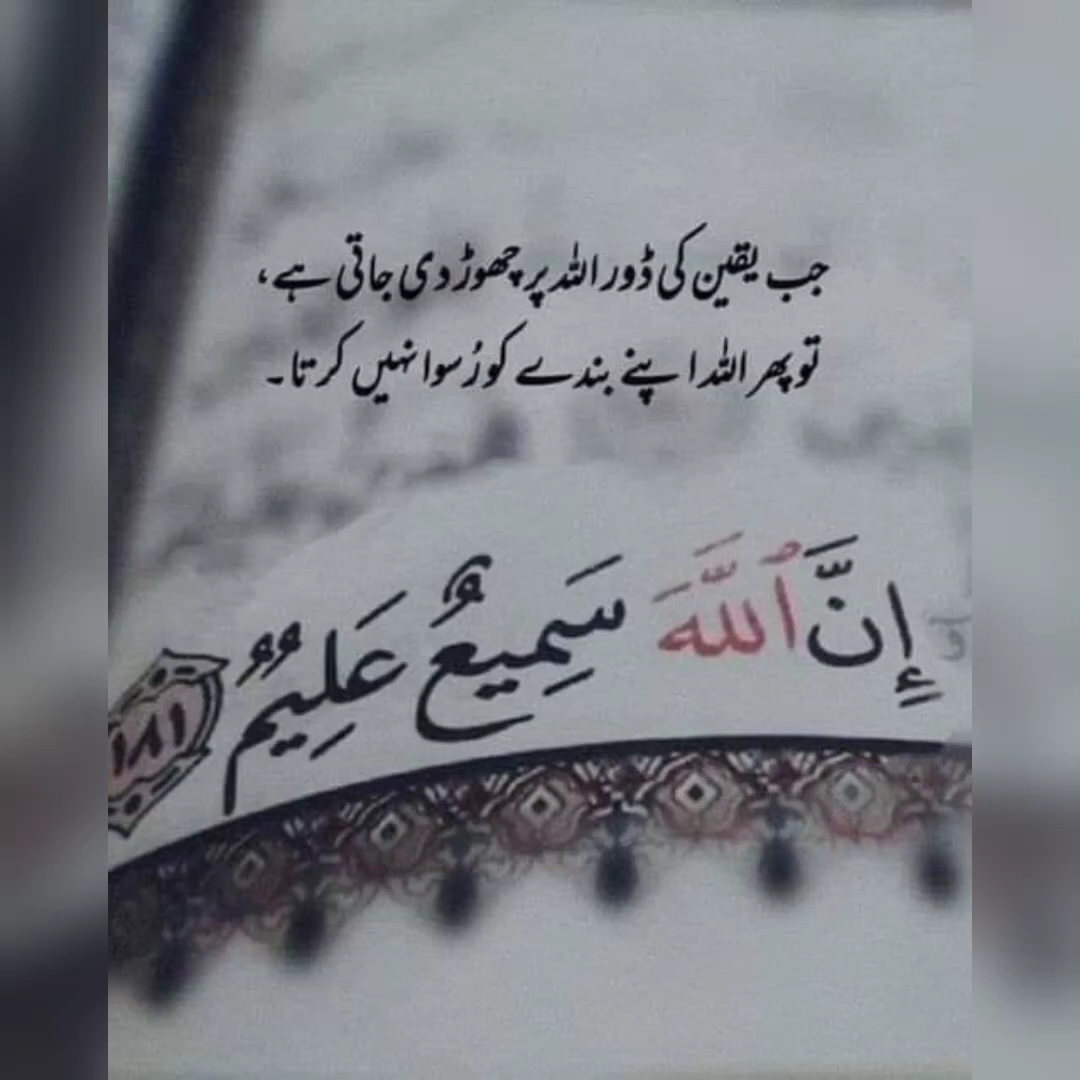 جب یقین کی ڈور اللہ پر چھوڑ دی جاتی ہے،
تو پھر اللہ اپنے بندے کو رُسوا نہیں کرتا۔
إِنَّ ٱللَّهَ سَمِيعٌ عَلِيمٌ ١٨١